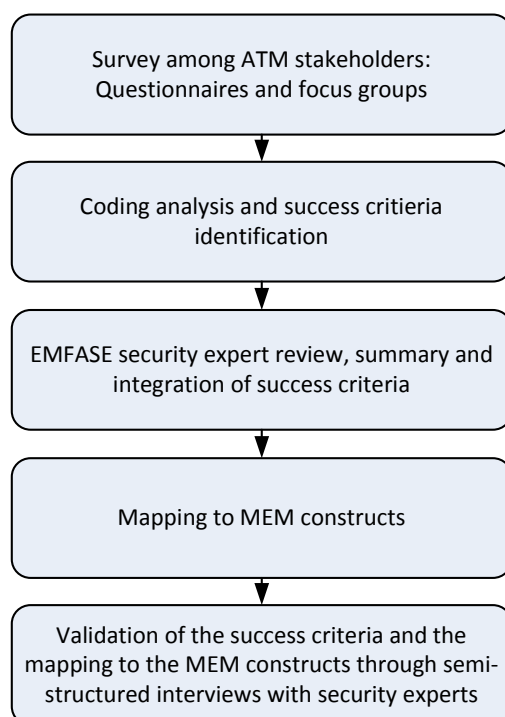 Survey among ATM stakeholders:
Questionnaires and focus groups
Coding analysis and success critieria
identification
EMFASE security expert review, summary and
integration of success criteria
Mapping to MEM constructs
Validation of the success criteria and the
mapping to the MEM constructs through semi-
structured interviews with security experts